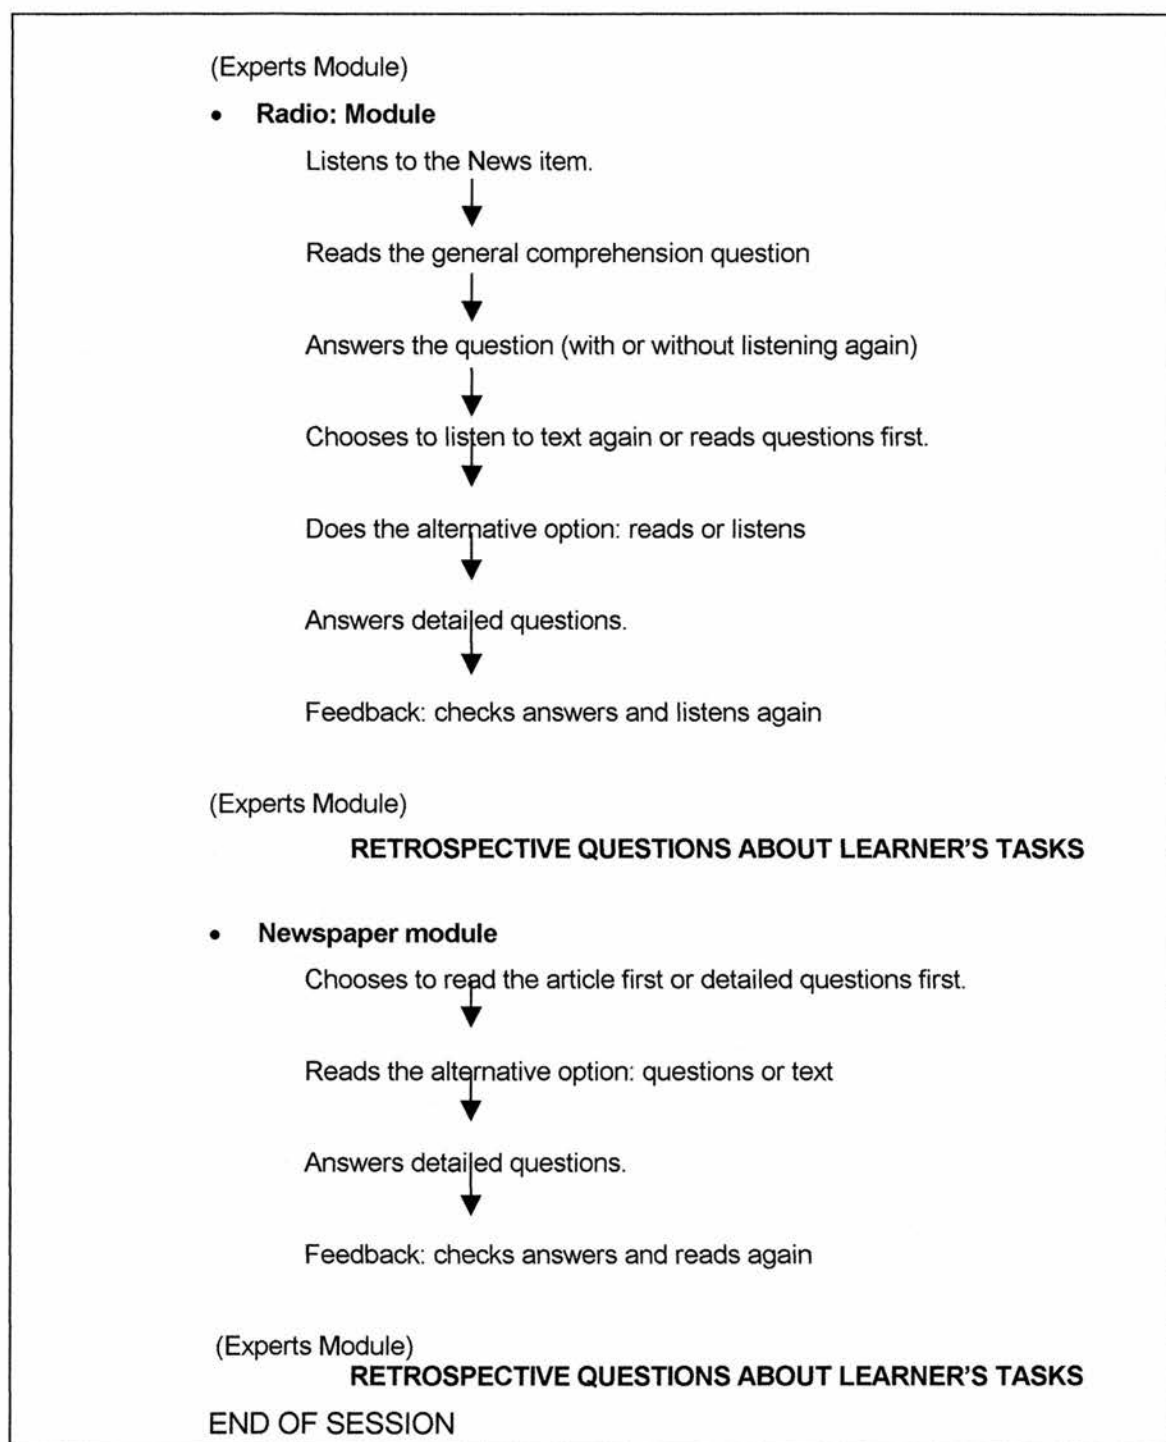 (Experts Module)
• Radio: Module
Listens to the News item.
Reads the general comprehension question
Answers the question (with or without listening again)
Chooses to listen to text again or reads questions first.
Does the alternative option: reads or listens
Answers detailed questions.
Feedback: checks answers and listens again
(Experts Module)
RETROSPECTIVE QUESTIONS ABOUT LEARNER'S TASKS
• Newspaper module
Chooses to read the article first or detailed questions first.
Reads the alternative option: questions or text
Answers detailed questions.
Feedback: checks answers and reads again
(Experts Module)
RETROSPECTIVE QUESTIONS ABOUT LEARNER'S TASKS
END OF SESSION